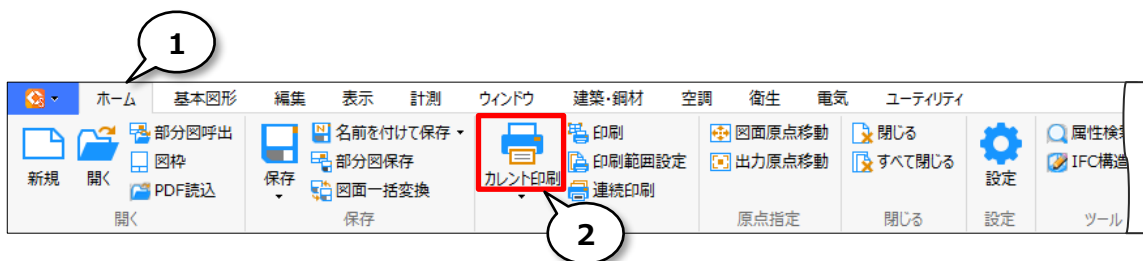 1
ホーム 基本図形 編集 表示 計測 ウィンドウ 建築・鋼材 空調 衛生 電気 ユーティリティ
新規
開く
部分図呼出
図枠
PDF読込
開く
保存
名前を付けて保存
部分図保存
図面一括変換
保存
カレント印刷
印刷
印刷範囲設定
連続印刷
2
図面原点移動
出力原点移動
原点指定
閉じる
すべて閉じる
閉じる
設定
設定
属性検索
IFC構造
ツール